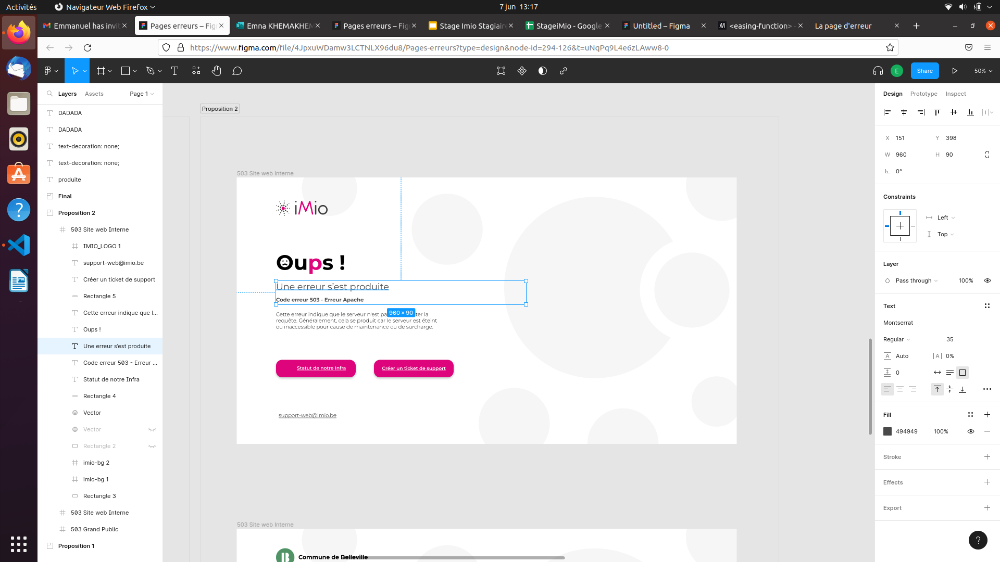 Activités
Navigateur Web Firefox
7 jun 13:17
Emmanuel has invit
Pages erreurs – Fig
Emna KHEMAKHEM
Pages erreurs – Fig
Stage Imio Stagiaire
StageiMio - Google
Untitled – Figma
<easing-function> -
La page d'erreur
https://www.figma.com/file/4JpxuWDamw3LCTNLX96du8/Pages-erreurs?type=design&node-id=294-126&t=uNqPq9L4e6zLAww8-0
E
Share
50%
Layers
Assets
Page 1
DADADA
DADADA
text-decoration: none;
text-decoration: none;
produite
Final
Proposition 2
503 Site web Interne
IMIO_LOGO 1
support-web@imio.be
Créer un ticket de support
Rectangle 5
Cette erreur indique que l...
Oups !
Une erreur s'est produite
Code erreur 503 - Erreur ...
Statut de notre Infra
Rectangle 4
Vector
Vector
Rectangle 2
imio-bg 2
imio-bg 1
Rectangle 3
503 Site web Interne
503 Grand Public
Proposition 1
Proposition 2
503 Site web Interne
iMio
Oups !
Une erreur s'est produite
Code erreur 503 - Erreur Apache
960 × 90
Cette erreur indique que le serveur n'est pa ter la
requête. Généralement, cela se produit car le serveur est éteint
ou inaccessible pour cause de maintenance ou de surcharge.
Statut de notre Infra
Créer un ticket de support
support-web@imio.be
503 Site web Interne
Commune de Belleville
Design
Prototype
Inspect
X 151
Y 398
W 960
H 90
0°
Constraints
Left
Top
Layer
Pass through
100%
Text
Montserrat
Regular
35
Auto
0%
0
Fill
494949
100%
Stroke
Effects
Export
?